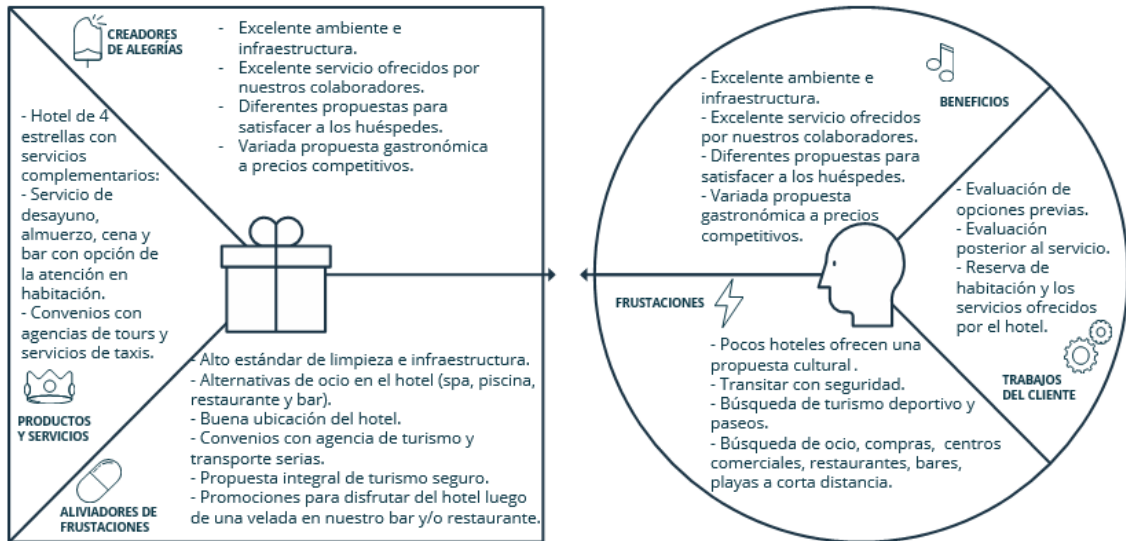 CREADORES
DE ALEGRÍAS
- Excelente ambiente e
infraestructura.
- Excelente servicio ofrecidos por
nuestros colaboradores.
- Diferentes propuestas para
satisfacer a los huéspedes.
- Variada propuesta gastronómica
a precios competitivos.
- Hotel de 4
estrellas con
servicios
complementarios:
- Servicio de
desayuno,
almuerzo, cena y
bar con opción de
la atención en
habitación.
- Convenios con
agencias de tours y
servicios de taxis.
PRODUCTOS
Y SERVICIOS
- Alto estándar de limpieza e infraestructura.
- Alternativas de ocio en el hotel (spa, piscina,
restaurante y bar).
- Buena ubicación del hotel.
- Convenios con agencia de turismo y
transporte serias.
- Propuesta integral de turismo seguro.
- Promociones para disfrutar del hotel luego
de una velada en nuestro bar y/o restaurante.
ALIVIADORES DE
FRUSTACIONES
- Excelente ambiente e
infraestructura.
- Excelente servicio ofrecidos
por nuestros colaboradores.
- Diferentes propuestas para
satisfacer a los huéspedes.
- Variada propuesta
gastronómica a precios
competitivos.
BENEFICIOS
- Evaluación de
opciones previas.
- Evaluación
posterior al servicio.
- Reserva de
habitación y los
servicios ofrecidos
por el hotel.
TRABAJOS
DEL CLIENTE
FRUSTACIONES
- Pocos hoteles ofrecen una
propuesta cultural.
- Transitar con seguridad.
- Búsqueda de turismo deportivo y
paseos.
- Búsqueda de ocio, compras, centros
comerciales, restaurantes, bares,
playas a corta distancia.